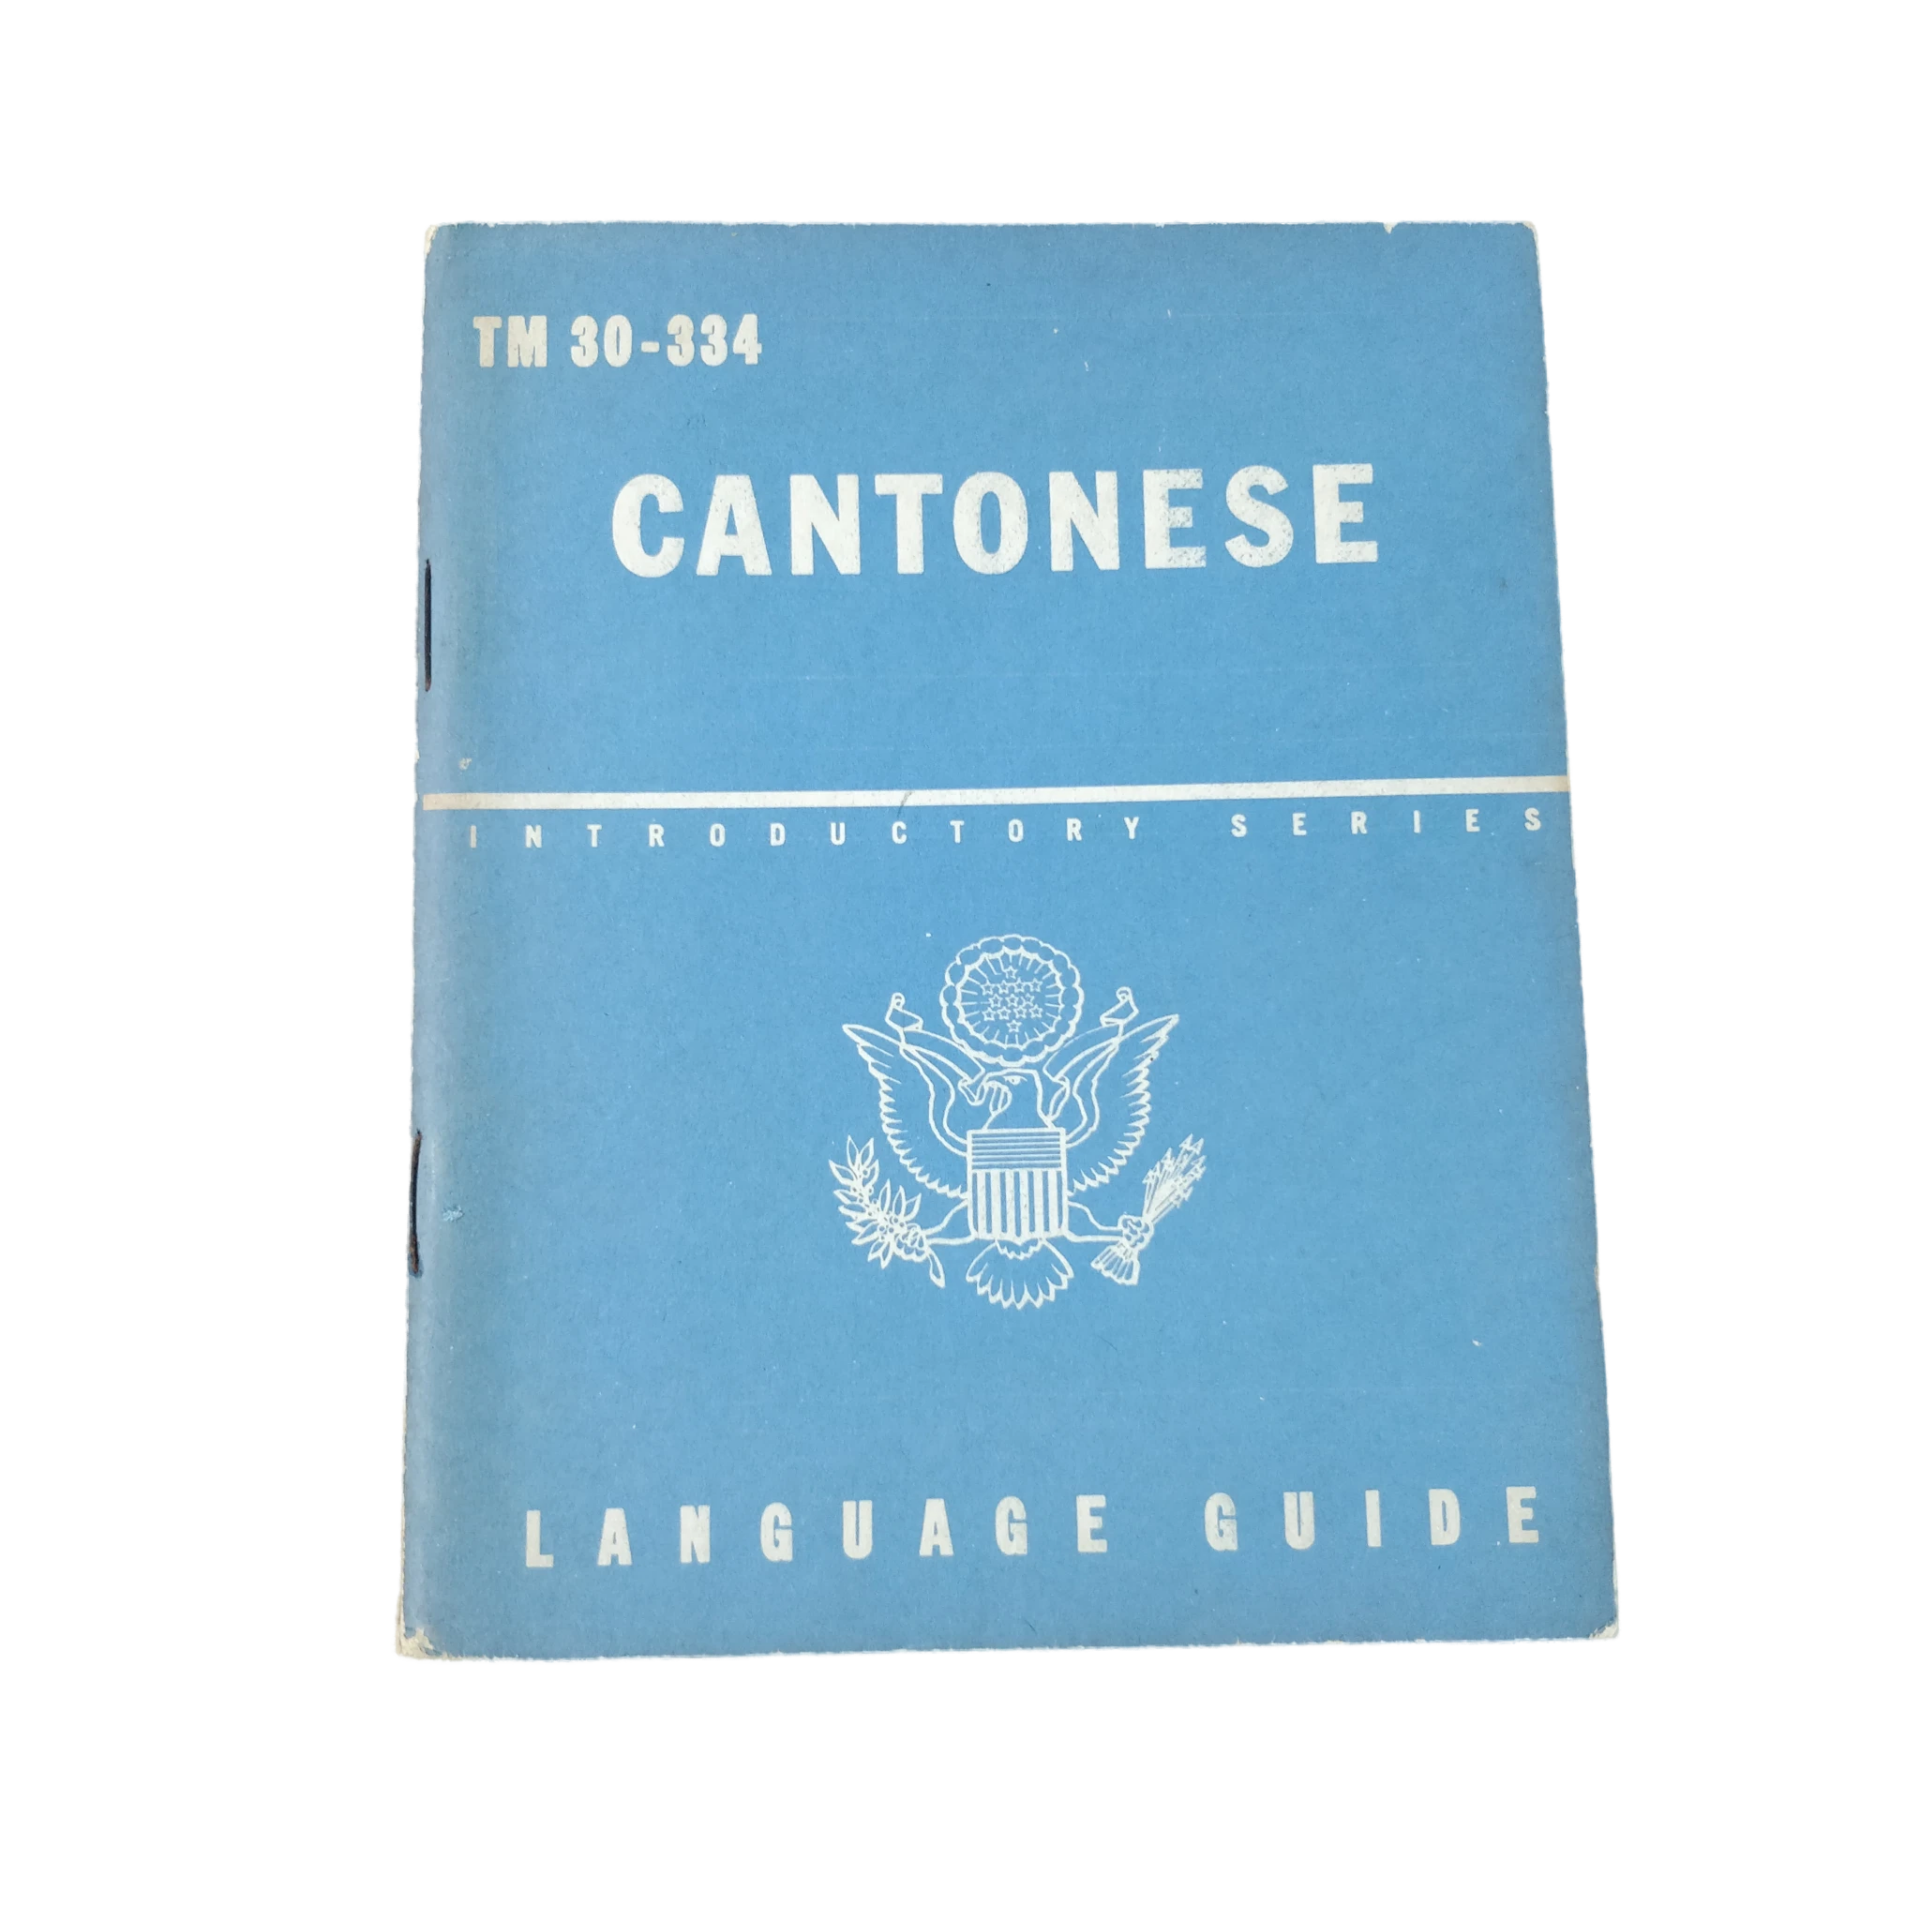 TM 30-334
CANTONESE
INTRODUCTORY SERIES
LANGUAGE GUIDE